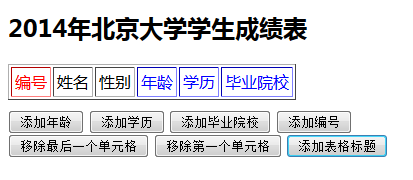 2014年北京大学学生成绩表
编号 姓名 性别 年龄 学历 毕业院校
添加年龄 添加学历 添加毕业院校 添加编号
移除最后一个单元格 移除第一个单元格 添加表格标题